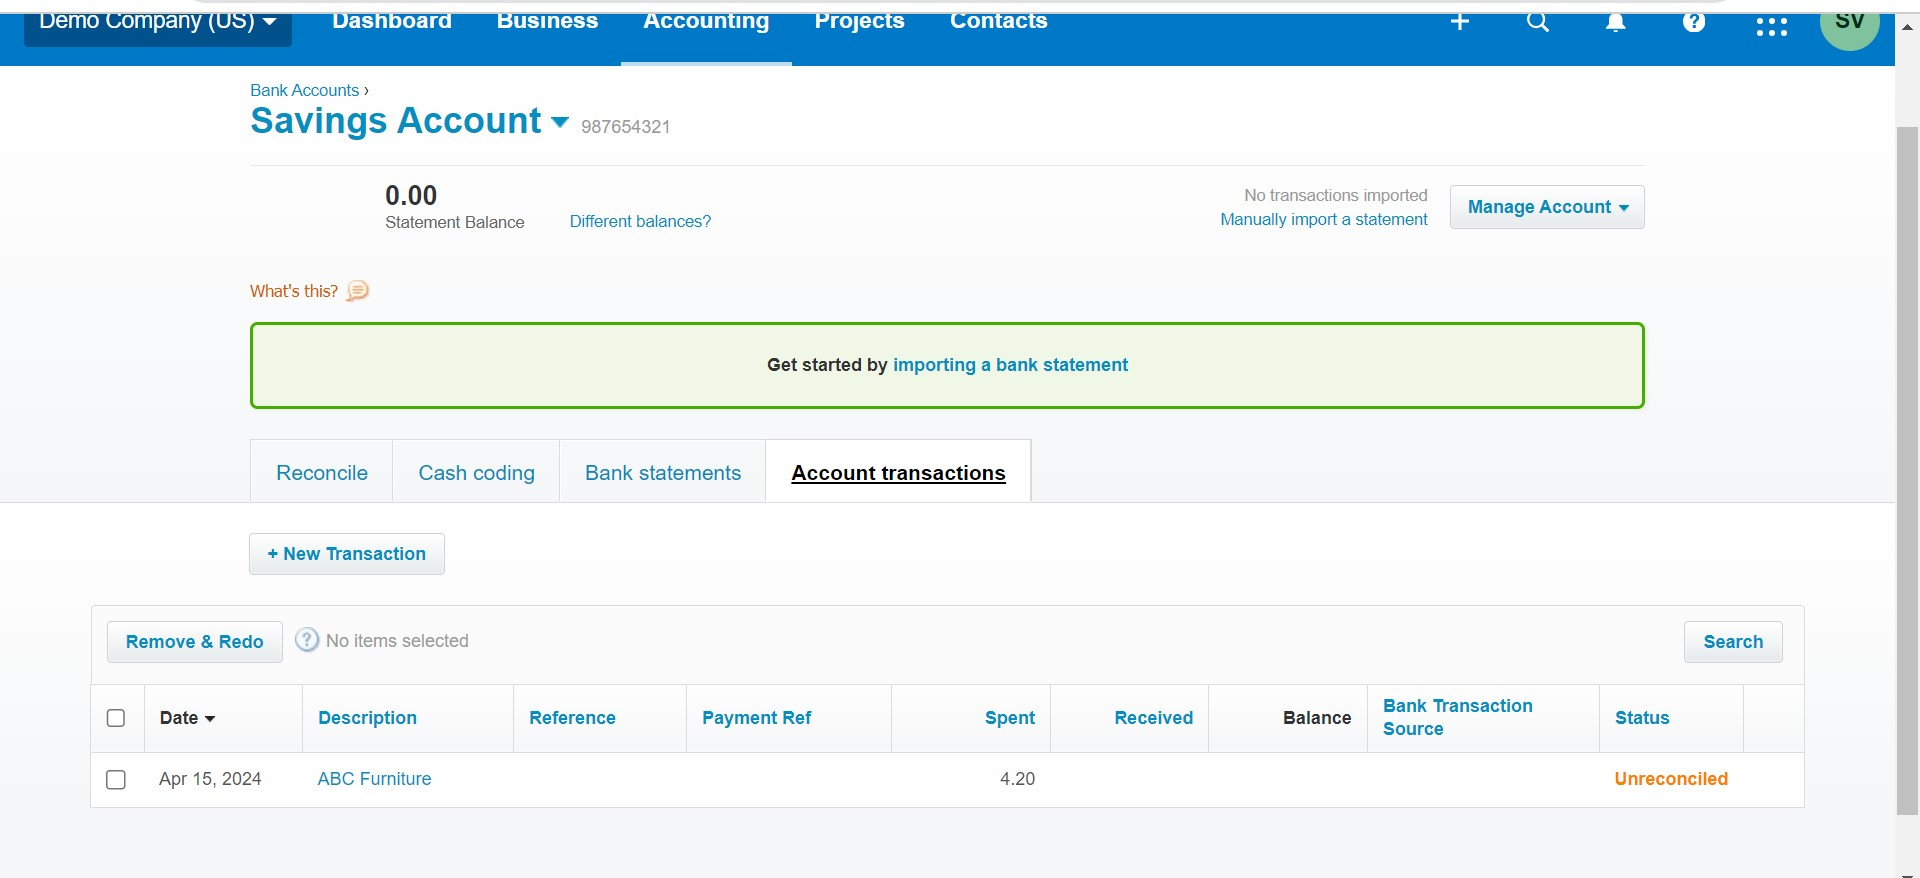 Demo Company (US) Dashboard Business Accounting Projects Contacts SV
Bank Accounts ›
Savings Account 987654321
0.00
Statement Balance
Different balances?
No transactions imported
Manually import a statement
Manage Account
What's this?
Get started by importing a bank statement
Reconcile Cash coding Bank statements Account transactions
+ New Transaction
Remove & Redo ? No items selected Search
Date Description Reference Payment Ref Spent Received Balance Bank Transaction
Source Status
Apr 15, 2024 ABC Furniture 4.20 Unreconciled